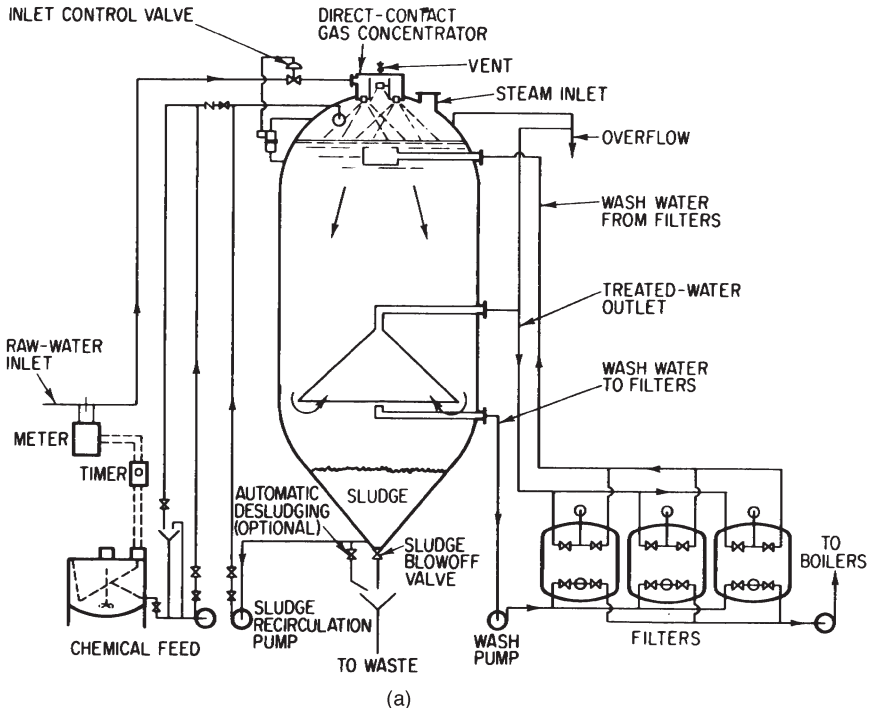 INLET CONTROL VALVE
DIRECT-CONTACT
GAS CONCENTRATOR
VENT
STEAM INLET
OVERFLOW
WASH WATER
FROM FILTERS
TREATED-WATER
OUTLET
RAW-WATER
INLET
WASH WATER
TO FILTERS
METER
TIMER
AUTOMATIC
DESLUDGING
(OPTIONAL)
SLUDGE
SLUDGE
BLOWOFF
VALVE
TO
BOILERS
CHEMICAL FEED
SLUDGE
RECIRCULATION
PUMP
WASH
PUMP
FILTERS
TO WASTE
(a)